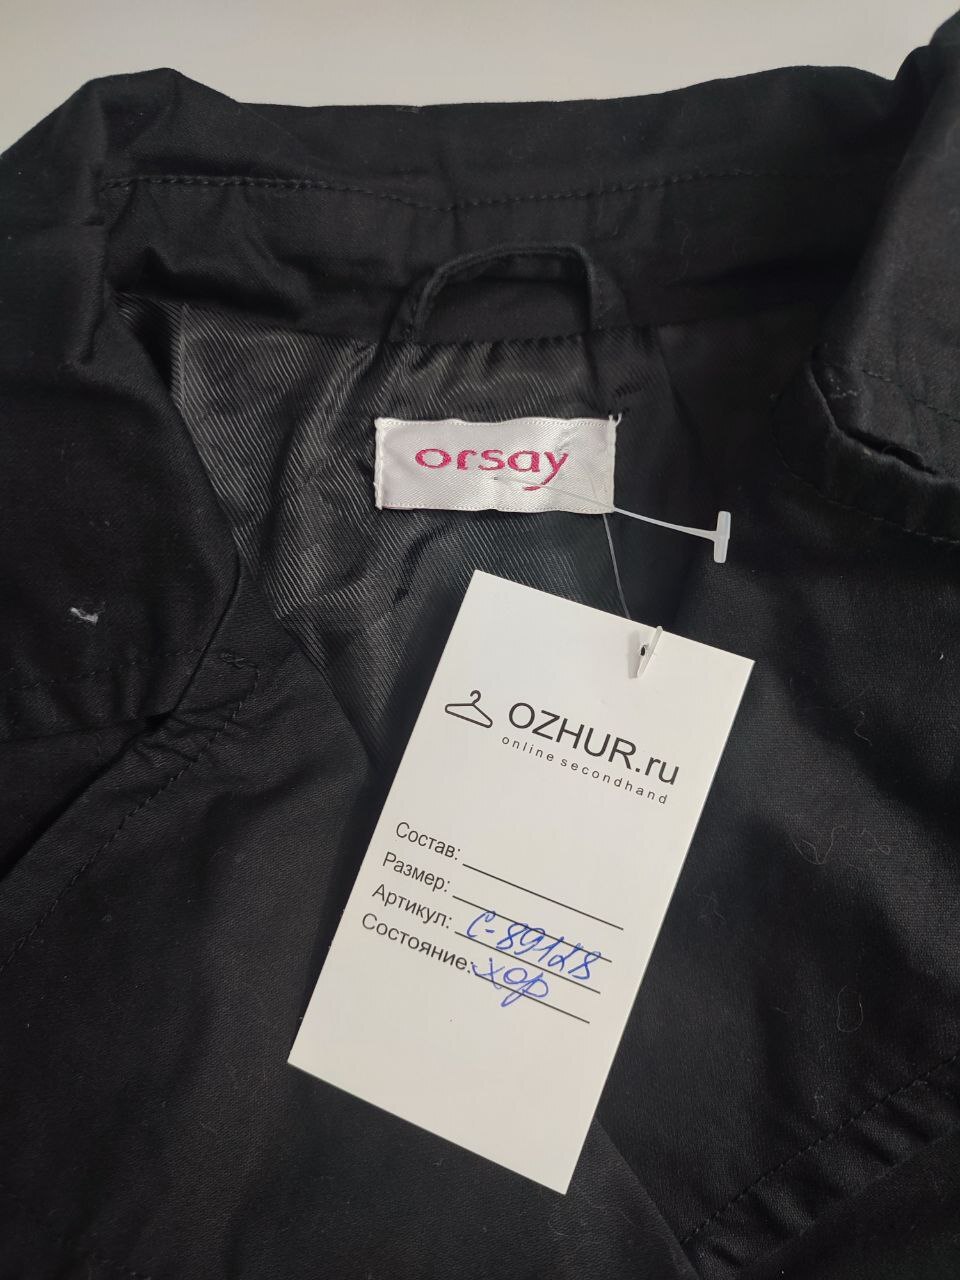 orsay
OZHUR.ru
online secondhand
Состав:
Размер:
Артикул: С-89128
Состояние: хор